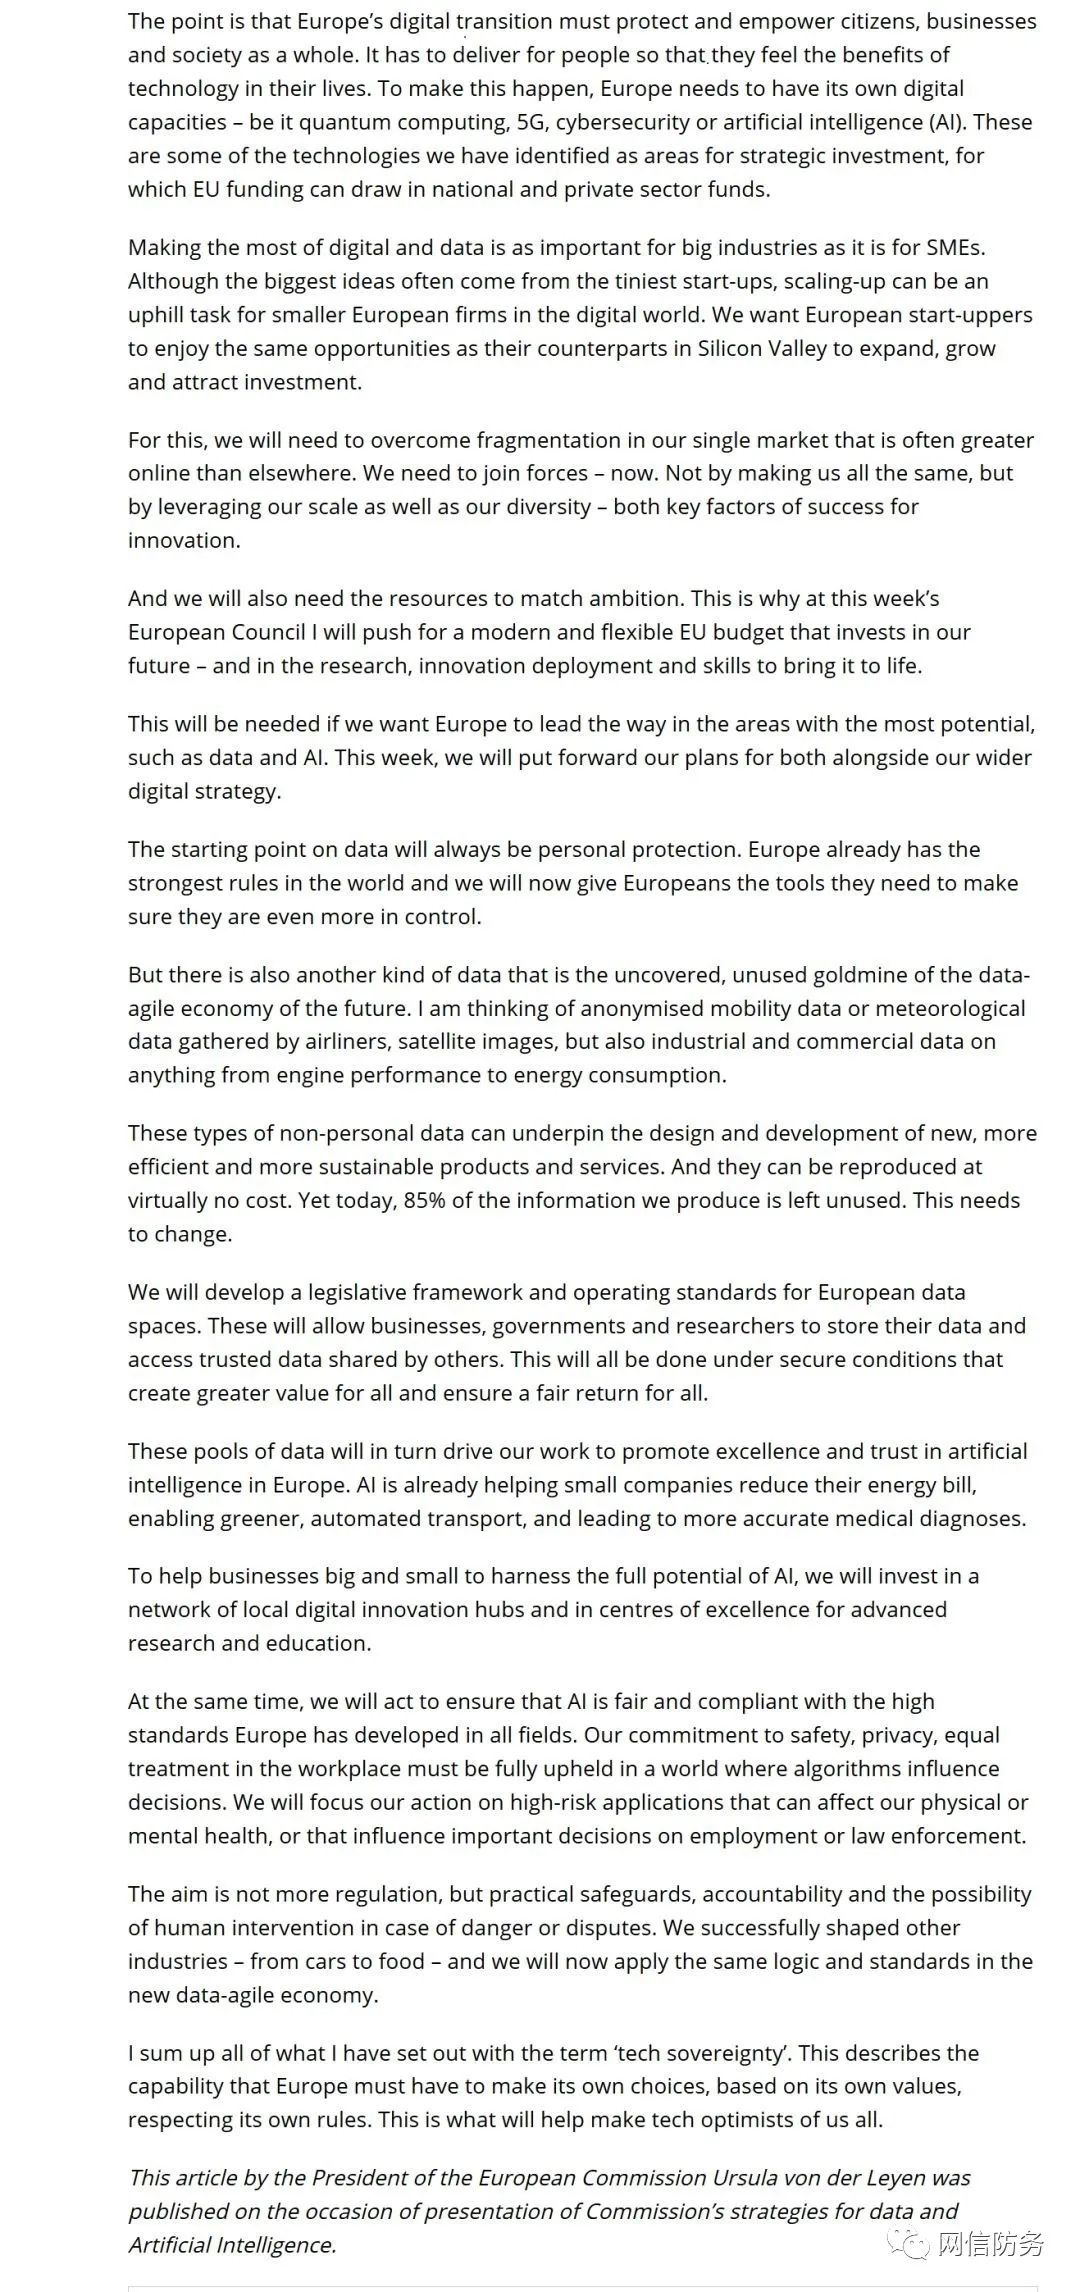 The point is that Europe’s digital transition must protect and empower citizens, businesses
and society as a whole. It has to deliver for people so that they feel the benefits of
technology in their lives. To make this happen, Europe needs to have its own digital
capacities – be it quantum computing, 5G, cybersecurity or artificial intelligence (AI). These
are some of the technologies we have identified as areas for strategic investment, for
which EU funding can draw in national and private sector funds.
Making the most of digital and data is as important for big industries as it is for SMEs.
Although the biggest ideas often come from the tiniest start-ups, scaling-up can be an
uphill task for smaller European firms in the digital world. We want European start-uppers
to enjoy the same opportunities as their counterparts in Silicon Valley to expand, grow
and attract investment.
For this, we will need to overcome fragmentation in our single market that is often greater
online than elsewhere. We need to join forces – now. Not by making us all the same, but
by leveraging our scale as well as our diversity – both key factors of success for
innovation.
And we will also need the resources to match ambition. This is why at this week’s
European Council I will push for a modern and flexible EU budget that invests in our
future – and in the research, innovation deployment and skills to bring it to life.
This will be needed if we want Europe to lead the way in the areas with the most potential,
such as data and AI. This week, we will put forward our plans for both alongside our wider
digital strategy.
The starting point on data will always be personal protection. Europe already has the
strongest rules in the world and we will now give Europeans the tools they need to make
sure they are even more in control.
But there is also another kind of data that is the uncovered, unused goldmine of the data-
agile economy of the future. I am thinking of anonymised mobility data or meteorological
data gathered by airliners, satellite images, but also industrial and commercial data on
anything from engine performance to energy consumption.
These types of non-personal data can underpin the design and development of new, more
efficient and more sustainable products and services. And they can be reproduced at
virtually no cost. Yet today, 85% of the information we produce is left unused. This needs
to change.
We will develop a legislative framework and operating standards for European data
spaces. These will allow businesses, governments and researchers to store their data and
access trusted data shared by others. This will all be done under secure conditions that
create greater value for all and ensure a fair return for all.
These pools of data will in turn drive our work to promote excellence and trust in artificial
intelligence in Europe. AI is already helping small companies reduce their energy bill,
enabling greener, automated transport, and leading to more accurate medical diagnoses.
To help businesses big and small to harness the full potential of AI, we will invest in a
network of local digital innovation hubs and in centres of excellence for advanced
research and education.
At the same time, we will act to ensure that AI is fair and compliant with the high
standards Europe has developed in all fields. Our commitment to safety, privacy, equal
treatment in the workplace must be fully upheld in a world where algorithms influence
decisions. We will focus our action on high-risk applications that can affect our physical or
mental health, or that influence important decisions on employment or law enforcement.
The aim is not more regulation, but practical safeguards, accountability and the possibility
of human intervention in case of danger or disputes. We successfully shaped other
industries – from cars to food – and we will now apply the same logic and standards in the
new data-agile economy.
I sum up all of what I have set out with the term ‘tech sovereignty’. This describes the
capability that Europe must have to make its own choices, based on its own values,
respecting its own rules. This is what will help make tech optimists of us all.
This article by the President of the European Commission Ursula von der Leyen was
published on the occasion of presentation of Commission’s strategies for data and
Artificial Intelligence.
网信防务